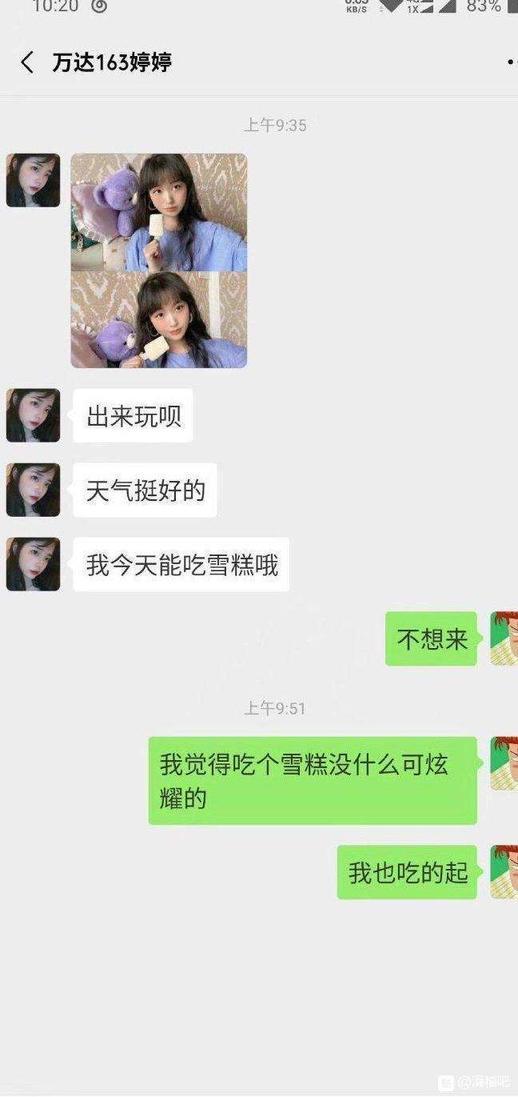 10:20
KB/S
1X
83%
万达163婷婷
上午9:35
出来玩呗
天气挺好的
我今天能吃雪糕哦
不想来
上午9:51
我觉得吃个雪糕没什么可炫
耀的
我也吃的起